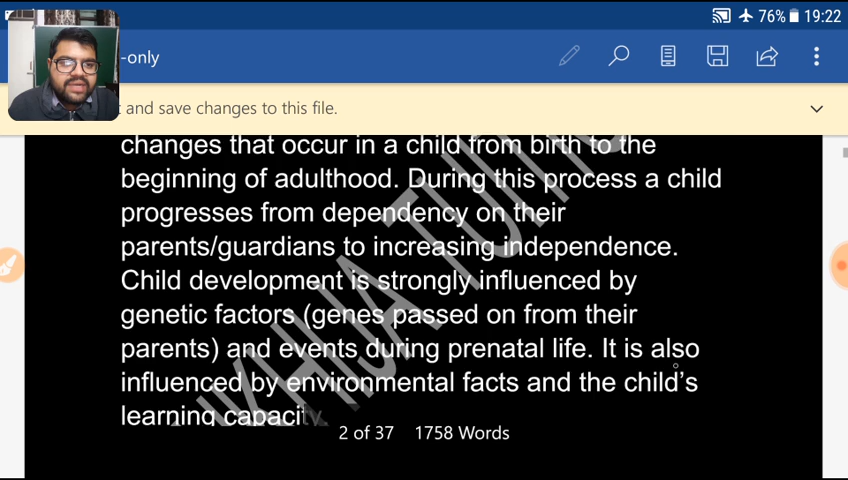 76% 19:22
-only
and save changes to this file.
changes that occur in a child from birth to the
beginning of adulthood. During this process a child
progresses from dependency on their
parents/guardians to increasing independence.
Child development is strongly influenced by
genetic factors (genes passed on from their
parents) and events during prenatal life. It is also
influenced by environmental facts and the child's
learning capacity.
2 of 37 1758 Words